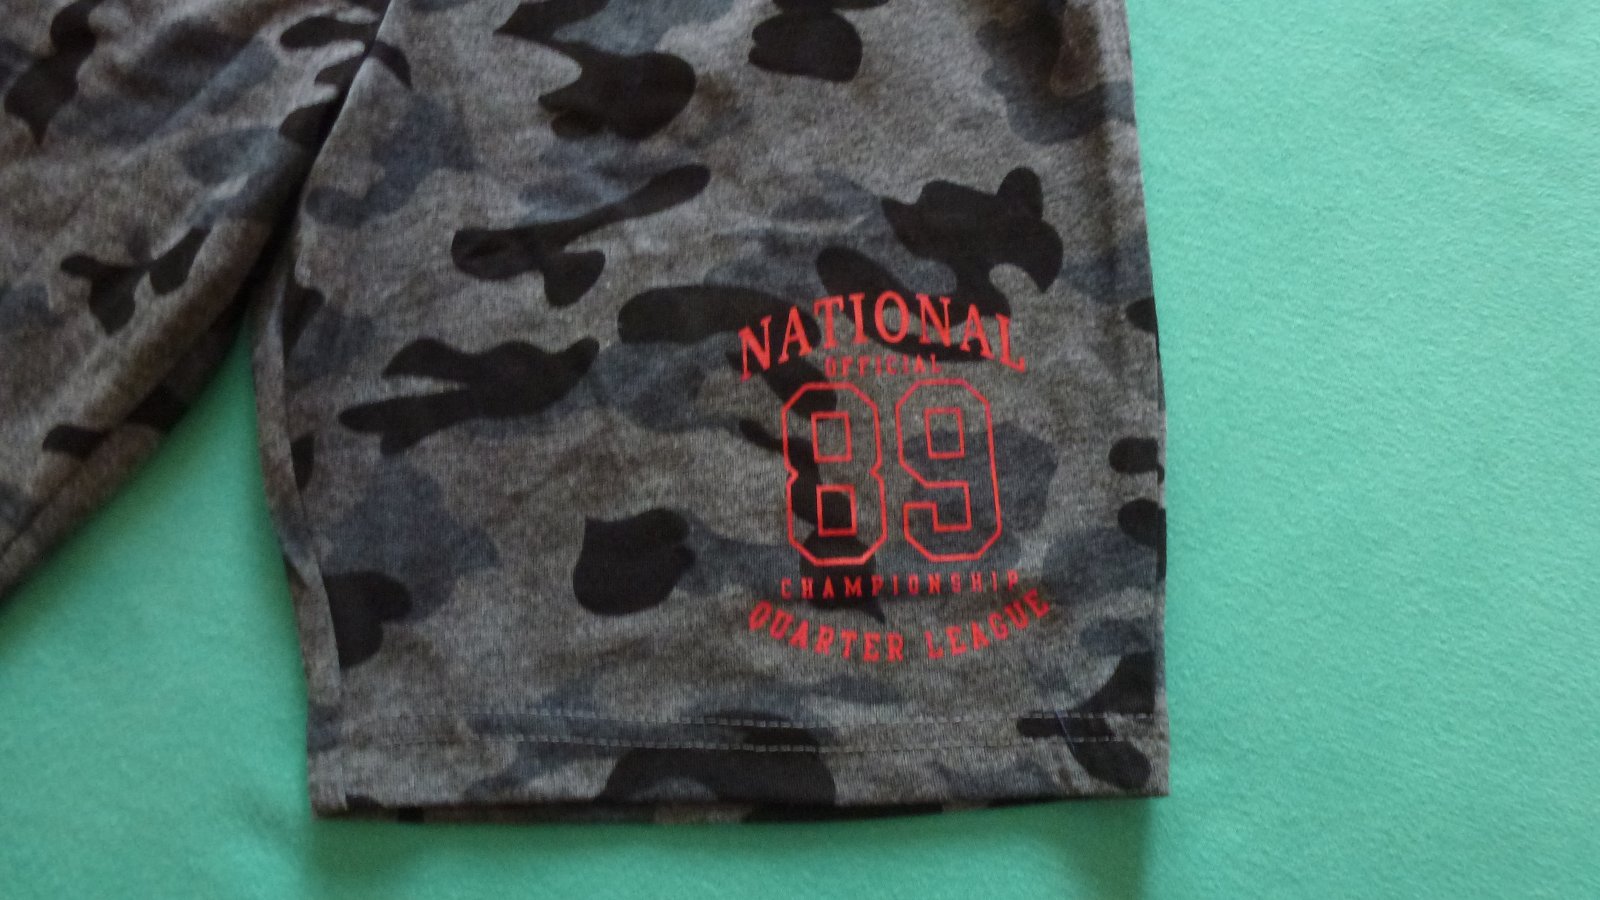 NATIONAL
OFFICIAL
89
CHAMPIONSHIP
QUARTER LEAGUE